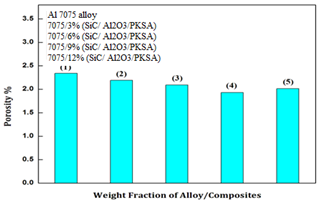 Al 7075 alloy
7075/3% (SiC/ Al2O3/PKSA)
7075/6% (SiC/ Al2O3/PKSA)
7075/9% (SiC/ Al2O3/PKSA)
7075/12% (SiC/ Al2O3/PKSA)
(1)
(2)
(3)
(4)
(5)
3.5
3.0
2.5
2.0
1.5
1.0
0.5
0.0
Porosity %
Weight Fraction of Alloy/Composites